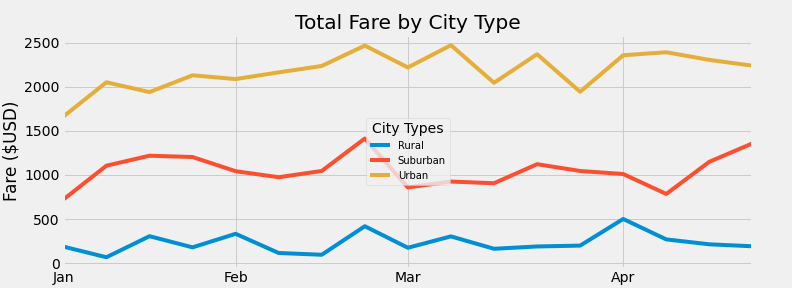 Total Fare by City Type
Fare ($USD)
2500
2000
1500
1000
500
0
City Types
Rural
Suburban
Urban
Jan
Feb
Mar
Apr